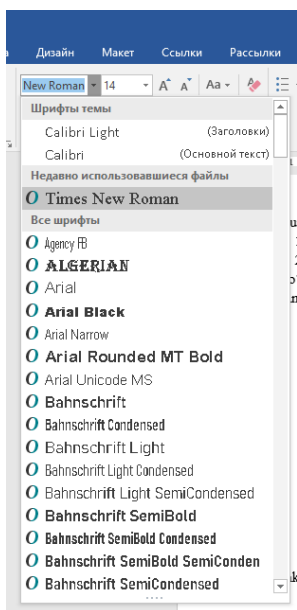 Дизайн Макет Ссылки Рассылки
New Roman 14 Aa
Шрифты темы
Calibri Light (Заголовки)
Calibri (Основной текст)
Недавно использовавшиеся файлы
Times New Roman
Все шрифты
Agency FB
ALGERIAN
Arial
Arial Black
Arial Narrow
Arial Rounded MT Bold
Arial Unicode MS
Bahnschrift
Bahnschrift Condensed
Bahnschrift Light
Bahnschrift Light Condensed
Bahnschrift Light SemiCondensed
Bahnschrift SemiBold
Bahnschrift SemiBold Condensed
Bahnschrift SemiBold SemiConden
Bahnschrift SemiCondensed